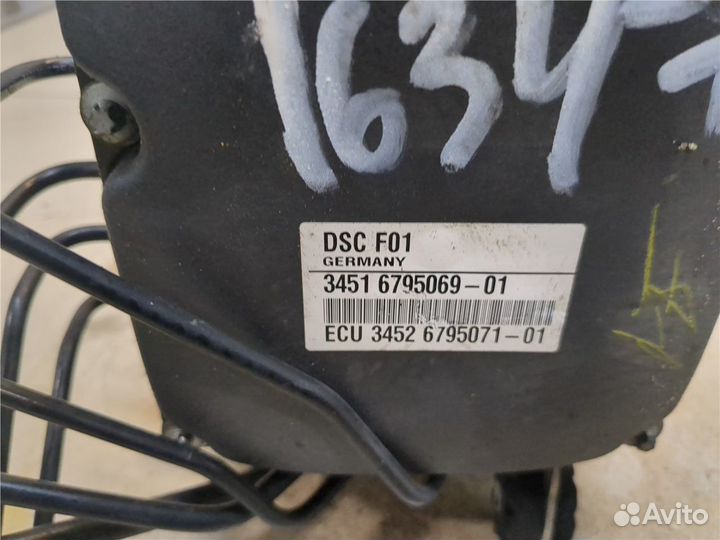 1634
DSC F01
GERMANY
3451 6795069-01
ECU 3452 6795071-01
Avito